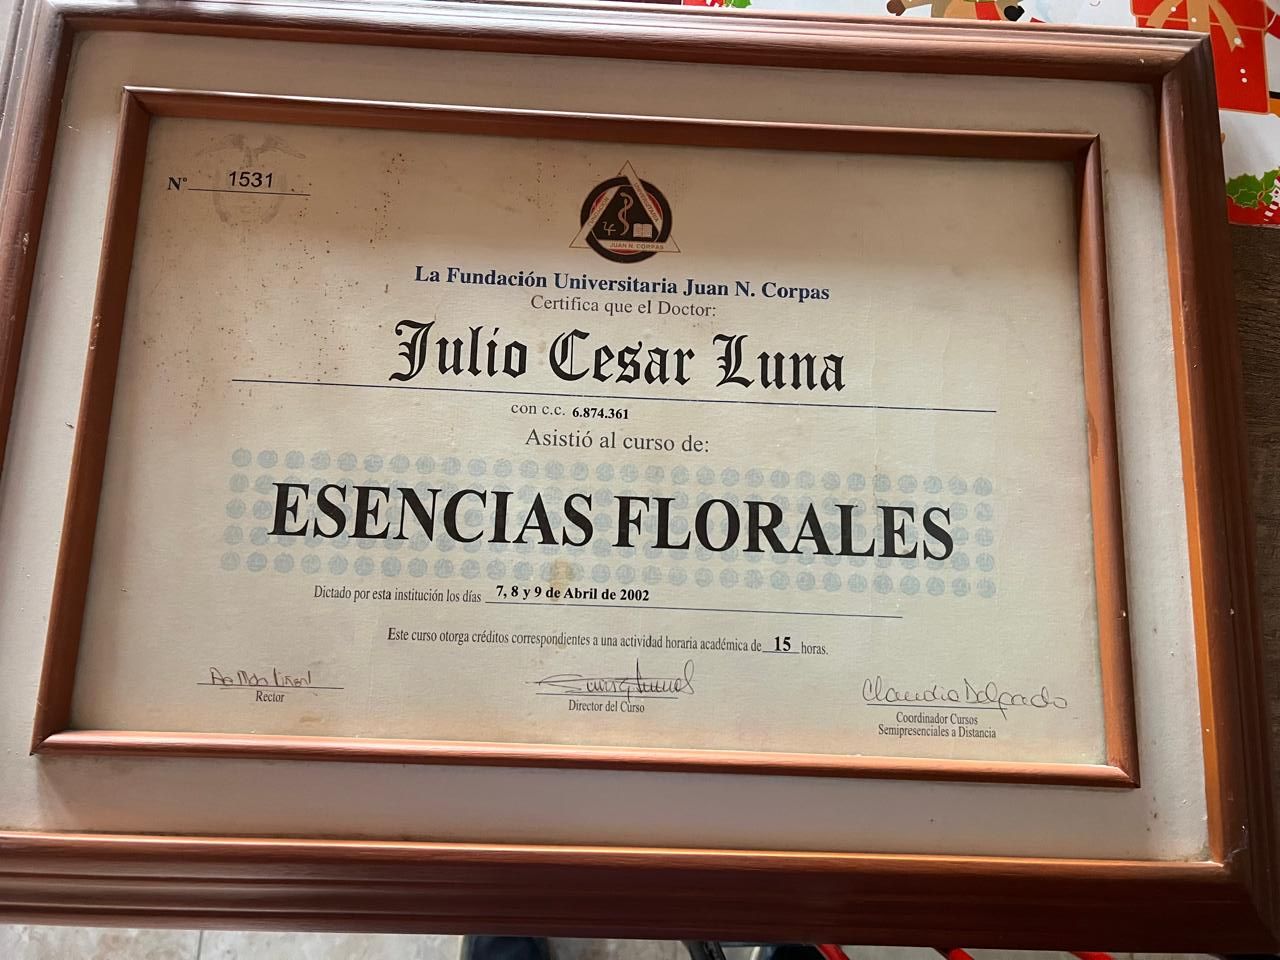 Nº 1531
FUNDACIÓN UNIVERSITARIA
JUAN N. CORPAS
La Fundación Universitaria Juan N. Corpas
Certifica que el Doctor:
Julio Cesar Luna
con c.c. 6.874.361
Asistió al curso de:
ESENCIAS FLORALES
Dictado por esta institución los días 7, 8 y 9 de Abril de 2002
Este curso otorga créditos correspondientes a una actividad horaria académica de 15 horas.
Claudia Delgado
Rector
Director del Curso
Coordinador Cursos
Semipresenciales a Distancia